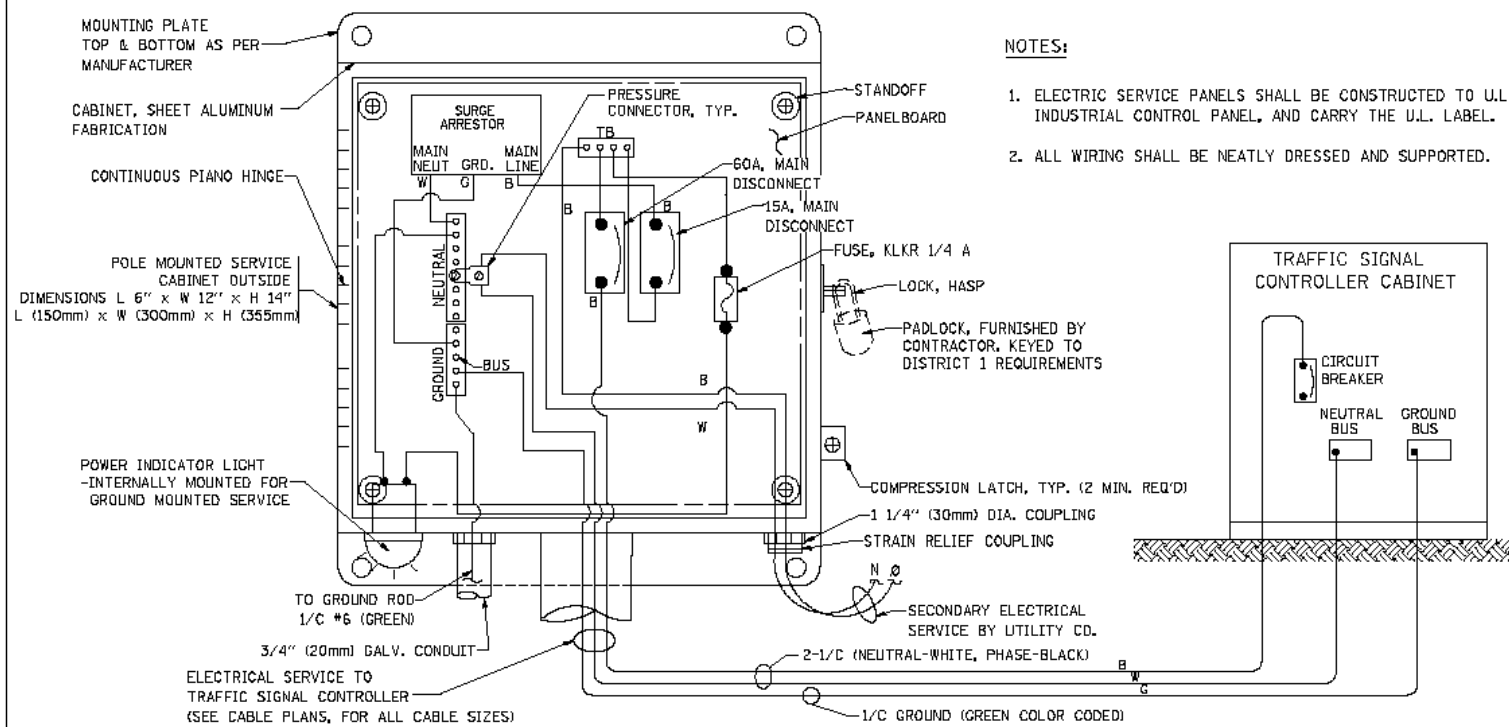 MOUNTING PLATE
TOP & BOTTOM AS PER
MANUFACTURER
CABINET, SHEET ALUMINUM
FABRICATION
CONTINUOUS PIANO HINGE
POLE MOUNTED SERVICE
CABINET OUTSIDE
DIMENSIONS L 6" x W 12" x H 14"
L (150mm) x W (300mm) x H (355mm)
POWER INDICATOR LIGHT
-INTERNALLY MOUNTED FOR
GROUND MOUNTED SERVICE
SURGE
ARRESTOR
MAIN
NEUT
GRD.
MAIN
LINE
W
G
B
PRESSURE
CONNECTOR, TYP.
TB
STANDOFF
PANELBOARD
60A, MAIN
DISCONNECT
15A, MAIN
DISCONNECT
B
B
B
FUSE, KLKR 1/4 A
NEUTRAL
GROUND
BUS
LOCK, HASP
PADLOCK, FURNISHED BY
CONTRACTOR. KEYED TO
DISTRICT 1 REQUIREMENTS
B
W
COMPRESSION LATCH, TYP. (2 MIN. REQ'D)
1 1/4" (30mm) DIA. COUPLING
STRAIN RELIEF COUPLING
N Ø
SECONDARY ELECTRICAL
SERVICE BY UTILITY CO.
TO GROUND ROD
1/C #6 (GREEN)
3/4" (20mm) GALV. CONDUIT
ELECTRICAL SERVICE TO
TRAFFIC SIGNAL CONTROLLER
(SEE CABLE PLANS, FOR ALL CABLE SIZES)
2-1/C (NEUTRAL-WHITE, PHASE-BLACK)
1/C GROUND (GREEN COLOR CODED)
B
W
G
NOTES:
1. ELECTRIC SERVICE PANELS SHALL BE CONSTRUCTED TO U.L
INDUSTRIAL CONTROL PANEL, AND CARRY THE U.L. LABEL.
2. ALL WIRING SHALL BE NEATLY DRESSED AND SUPPORTED.
TRAFFIC SIGNAL
CONTROLLER CABINET
CIRCUIT
BREAKER
NEUTRAL
BUS
GROUND
BUS